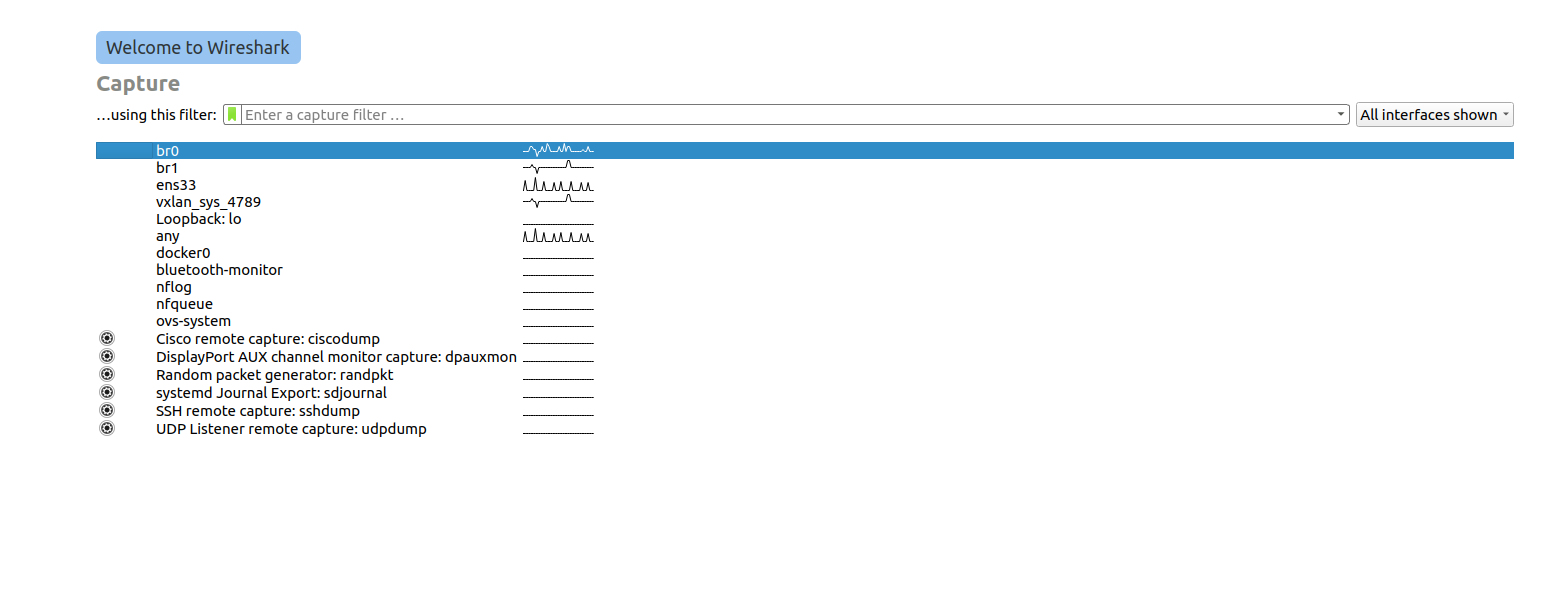 Welcome to Wireshark
Capture
...using this filter: Enter a capture filter ... All interfaces shown
br0
br1
ens33
vxlan_sys_4789
Loopback: lo
any
docker0
bluetooth-monitor
nflog
nfqueue
ovs-system
Cisco remote capture: ciscodump
DisplayPort AUX channel monitor capture: dpauxmon
Random packet generator: randpkt
systemd Journal Export: sdjournal
SSH remote capture: sshdump
UDP Listener remote capture: udpdump